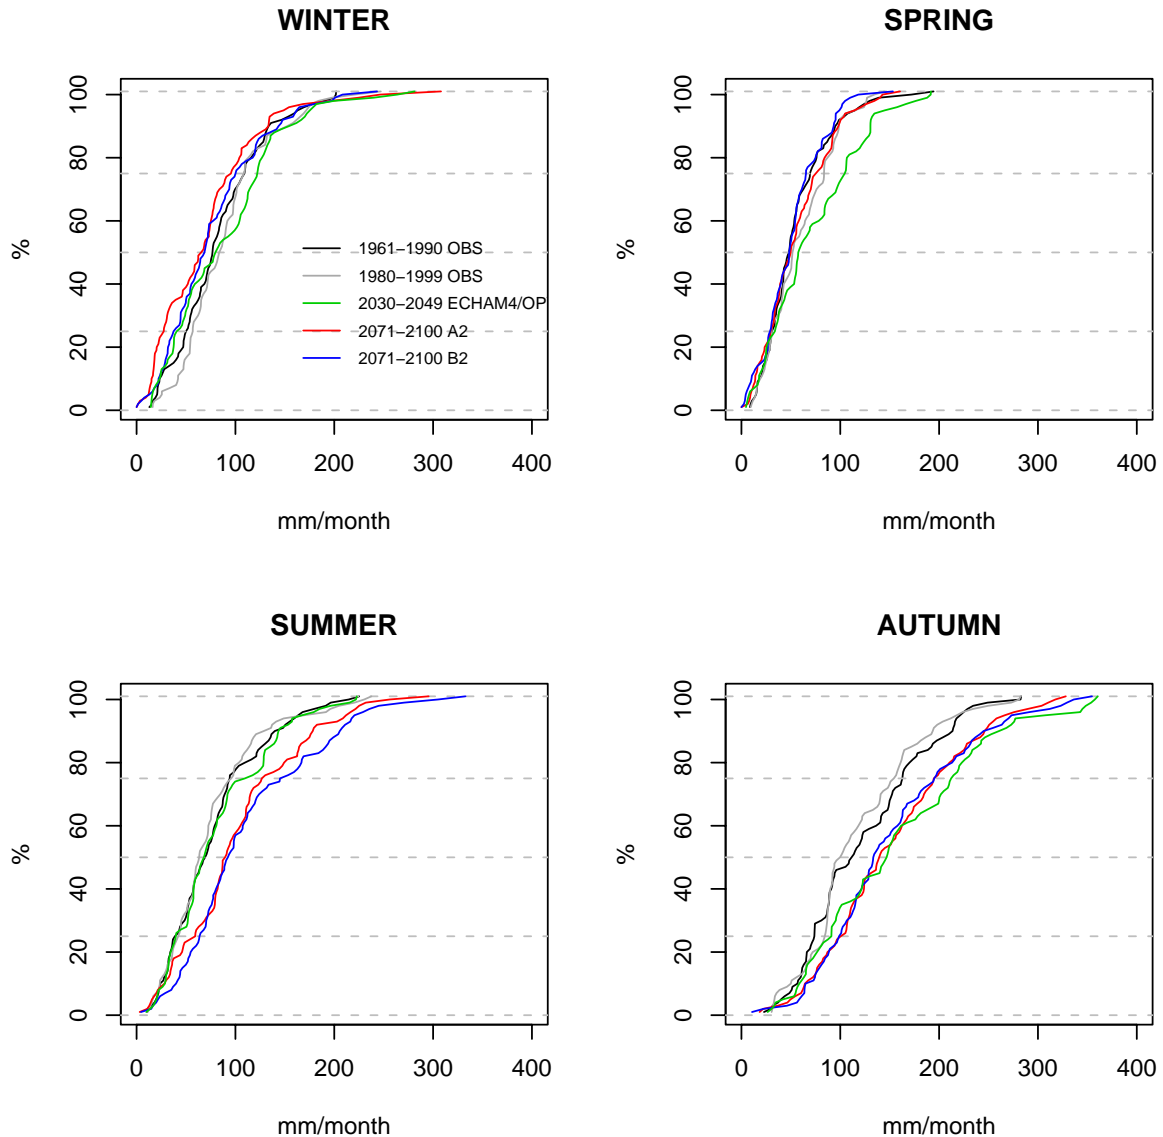 WINTER
SPRING
%
0 20 40 60 80 100
1961−1990 OBS
1980−1999 OBS
2030−2049 ECHAM4/OP
2071−2100 A2
2071−2100 B2
0 100 200 300 400
mm/month
%
0 20 40 60 80 100
0 100 200 300 400
mm/month
SUMMER
AUTUMN
%
0 20 40 60 80 100
0 100 200 300 400
mm/month
%
0 20 40 60 80 100
0 100 200 300 400
mm/month